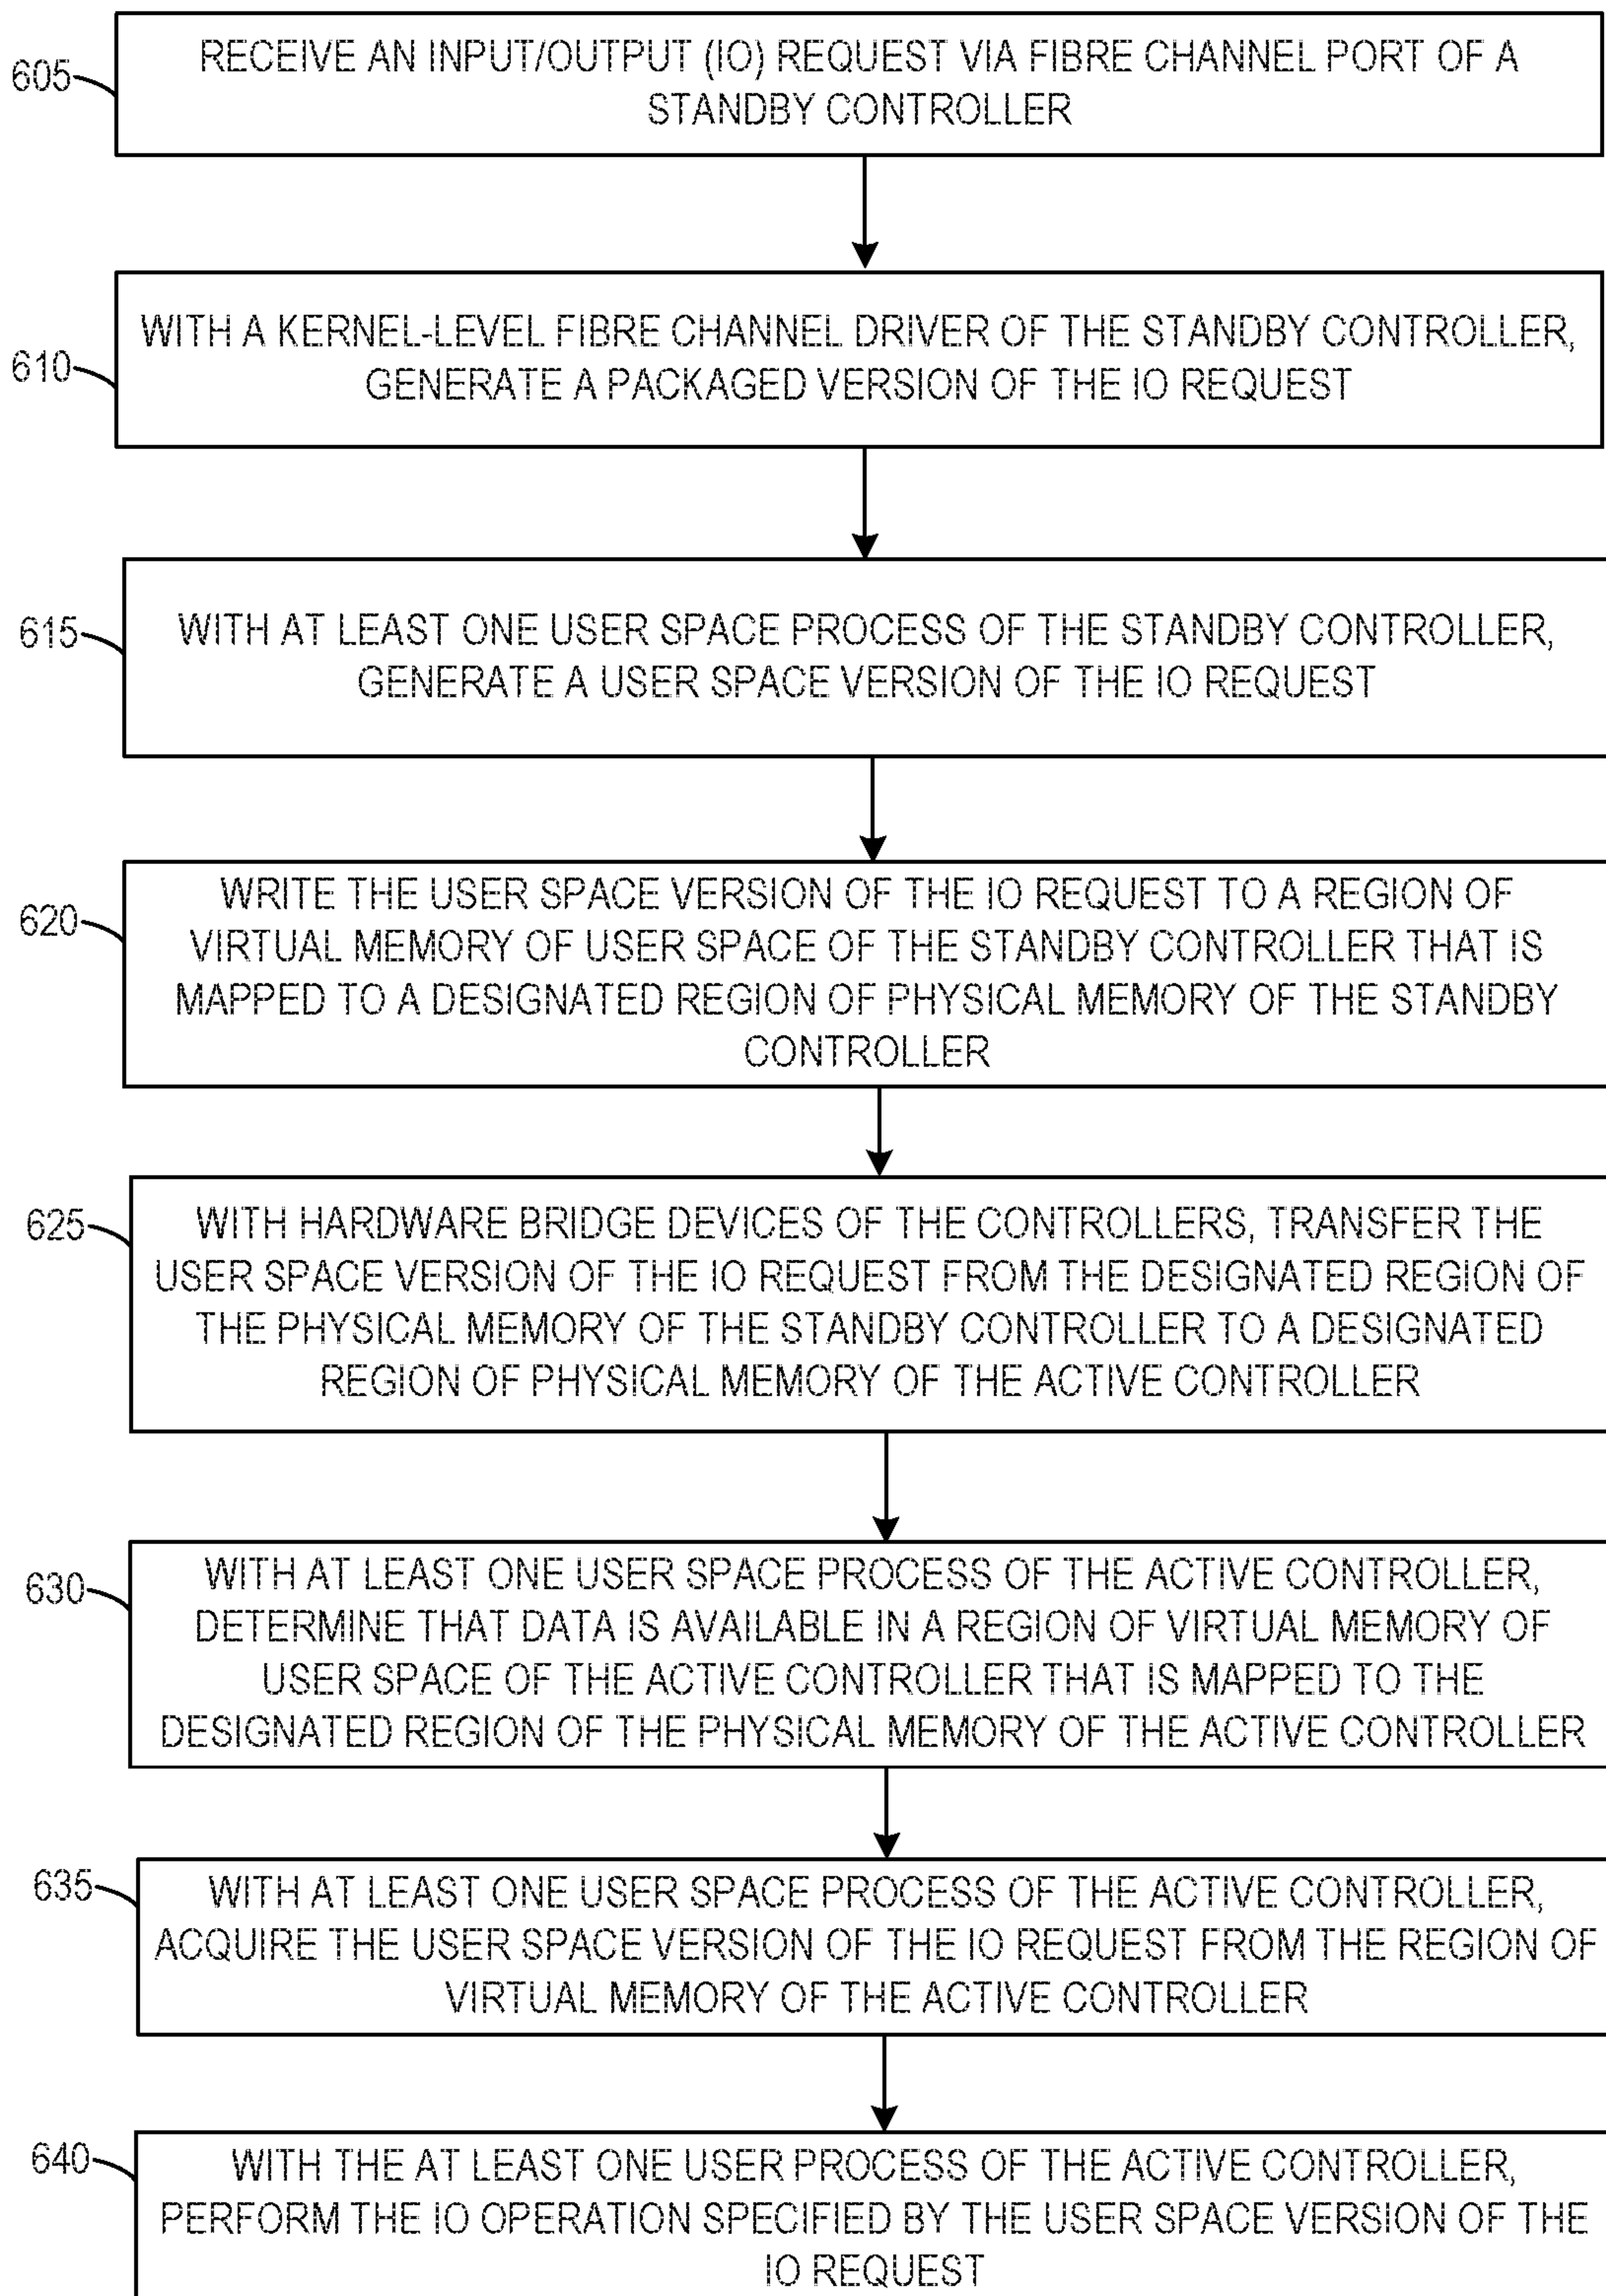 605
RECEIVE AN INPUT/OUTPUT (IO) REQUEST VIA FIBRE CHANNEL PORT OF A
STANDBY CONTROLLER
610
WITH A KERNEL-LEVEL FIBRE CHANNEL DRIVER OF THE STANDBY CONTROLLER,
GENERATE A PACKAGED VERSION OF THE IO REQUEST
615
WITH AT LEAST ONE USER SPACE PROCESS OF THE STANDBY CONTROLLER,
GENERATE A USER SPACE VERSION OF THE IO REQUEST
620
WRITE THE USER SPACE VERSION OF THE IO REQUEST TO A REGION OF
VIRTUAL MEMORY OF USER SPACE OF THE STANDBY CONTROLLER THAT IS
MAPPED TO A DESIGNATED REGION OF PHYSICAL MEMORY OF THE STANDBY
CONTROLLER
625
WITH HARDWARE BRIDGE DEVICES OF THE CONTROLLERS, TRANSFER THE
USER SPACE VERSION OF THE IO REQUEST FROM THE DESIGNATED REGION OF
THE PHYSICAL MEMORY OF THE STANDBY CONTROLLER TO A DESIGNATED
REGION OF PHYSICAL MEMORY OF THE ACTIVE CONTROLLER
630
WITH AT LEAST ONE USER SPACE PROCESS OF THE ACTIVE CONTROLLER,
DETERMINE THAT DATA IS AVAILABLE IN A REGION OF VIRTUAL MEMORY OF
USER SPACE OF THE ACTIVE CONTROLLER THAT IS MAPPED TO THE
DESIGNATED REGION OF THE PHYSICAL MEMORY OF THE ACTIVE CONTROLLER
635
WITH AT LEAST ONE USER SPACE PROCESS OF THE ACTIVE CONTROLLER,
ACQUIRE THE USER SPACE VERSION OF THE IO REQUEST FROM THE REGION OF
VIRTUAL MEMORY OF THE ACTIVE CONTROLLER
640
WITH THE AT LEAST ONE USER PROCESS OF THE ACTIVE CONTROLLER,
PERFORM THE IO OPERATION SPECIFIED BY THE USER SPACE VERSION OF THE
IO REQUEST